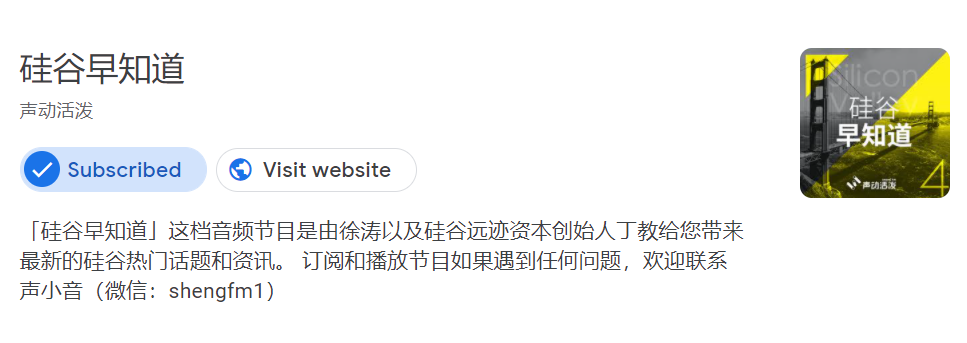 硅谷早知道
声动活泼
Subscribed
Visit website
「硅谷早知道」这档音频节目是由徐涛以及硅谷远迹资本创始人丁教给您带来
最新的硅谷热门话题和资讯。 订阅和播放节目如果遇到任何问题，欢迎联系
声小音（微信：shengfm1）
Silicon
Valley
硅谷
早知道
声动活泼
4